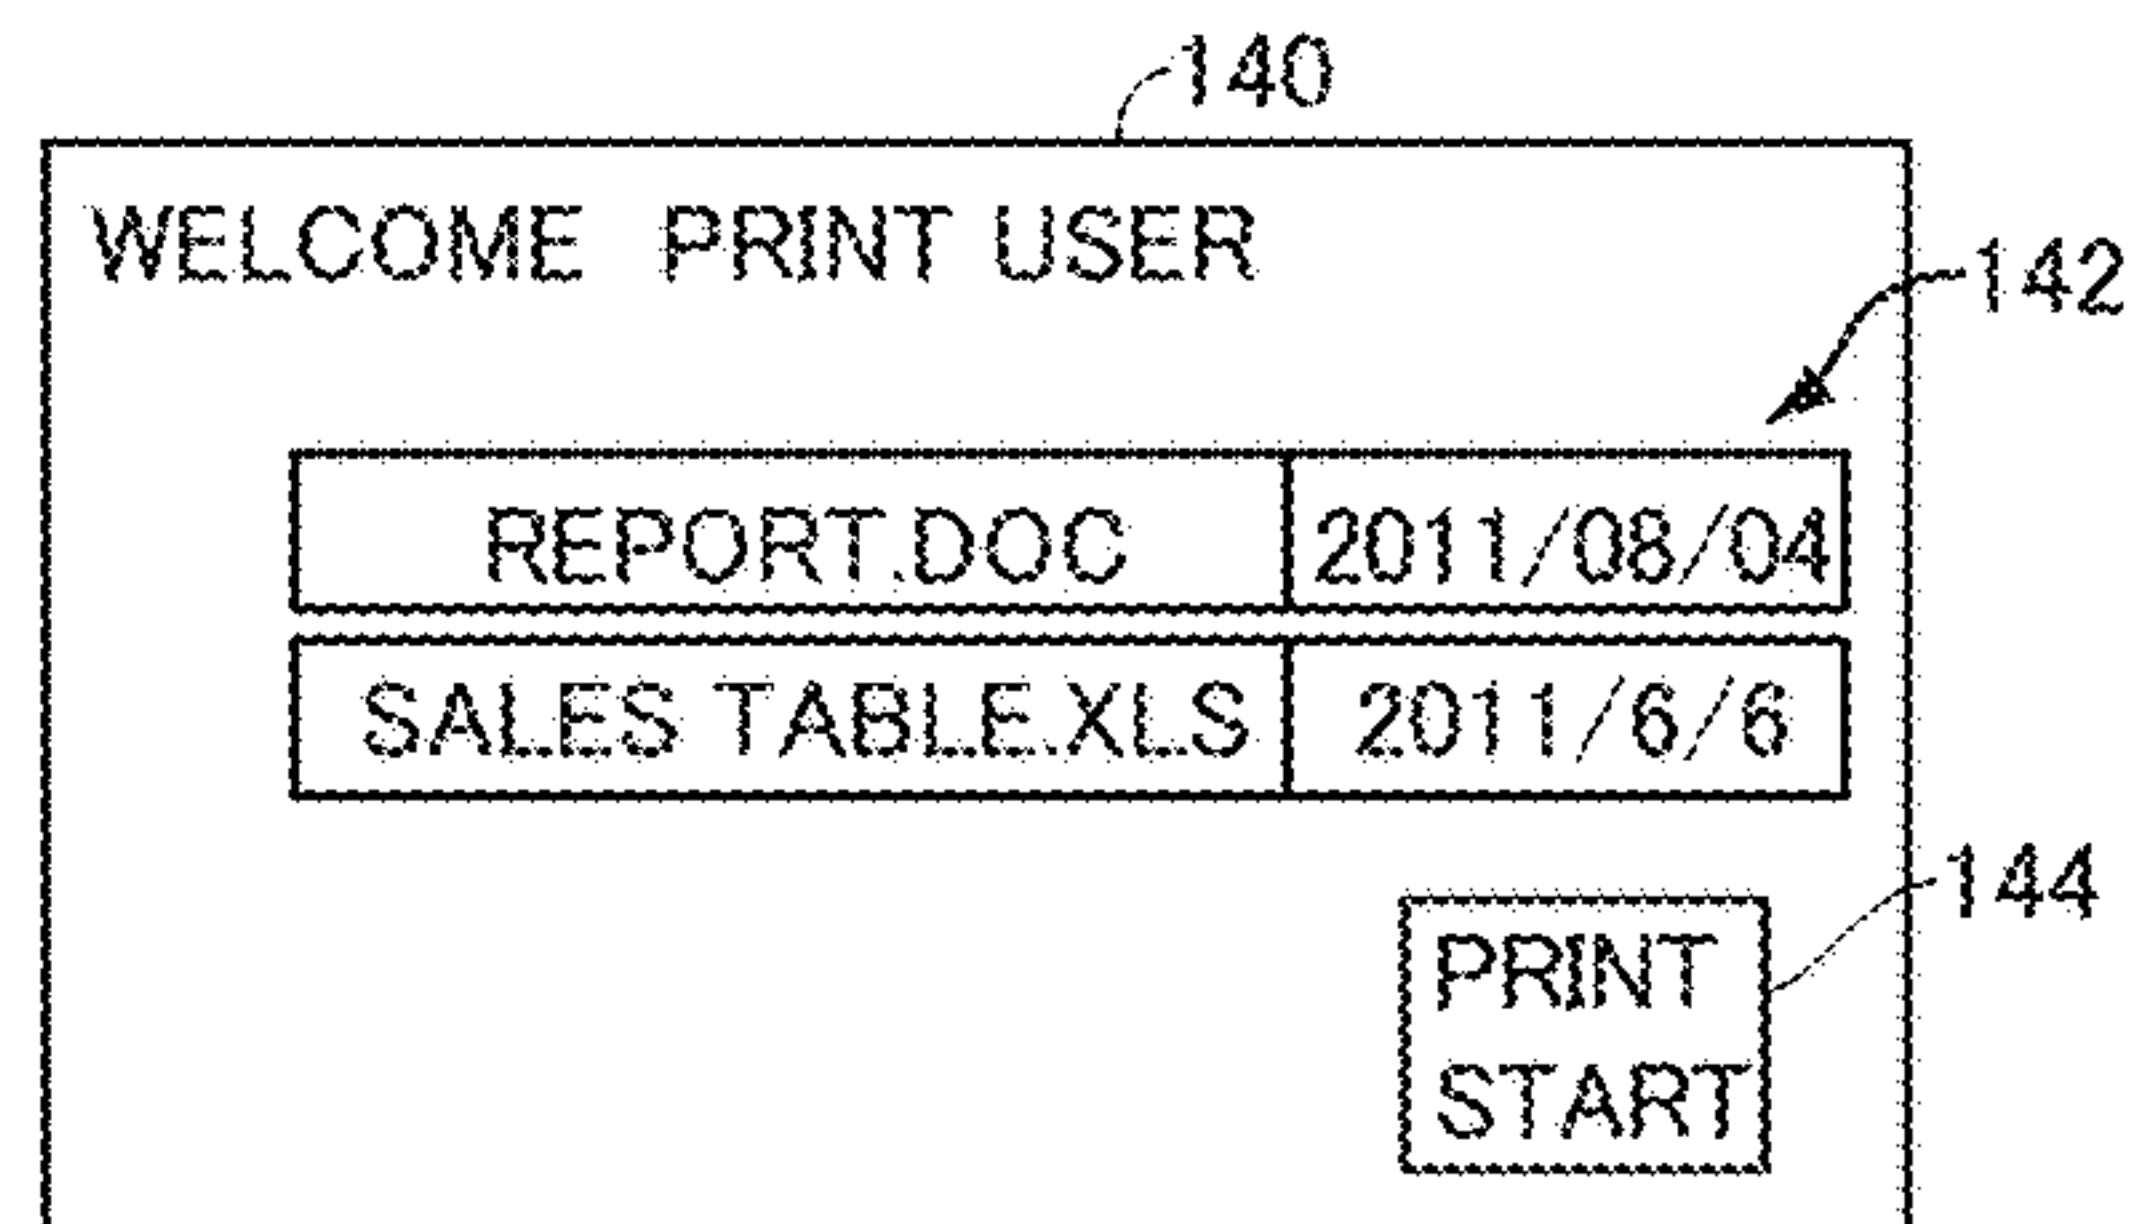 140
WELCOME PRINT USER
142
REPORT.DOC 2011/08/04
SALES TABLE.XLS 2011/6/6
144
PRINT
START